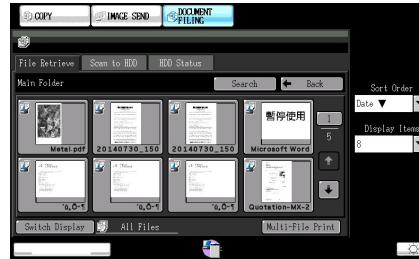 COPY
IMAGE SEND
DOCUMENT
FILING
File Retrieve
Scan to HDD
HDD Status
Main Folder
Search
Back
Sort Order
Date ▼
Display Items
8
暫停使用
1
5
Metal.pdf
20140730_150
20140730_150
Microsoft Word
Quotation-MX-2
Switch Display
All Files
Multi-File Print